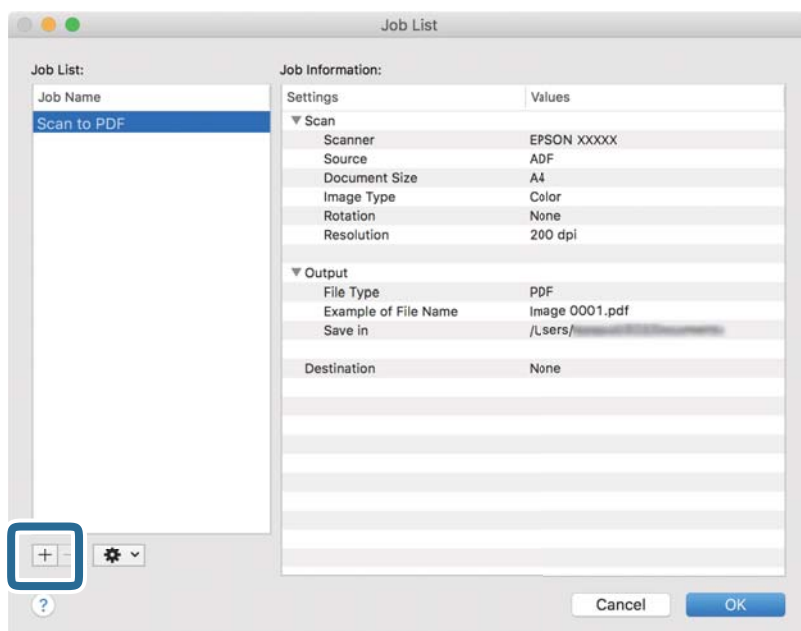 Job List
Job List:
Job Information:
Job Name
Scan to PDF
Settings Values
Scan
Scanner EPSON XXXXX
Source ADF
Document Size A4
Image Type Color
Rotation None
Resolution 200 dpi
Output
File Type PDF
Example of File Name Image 0001.pdf
Save in /Users/
Destination None
+ -
?
Cancel OK